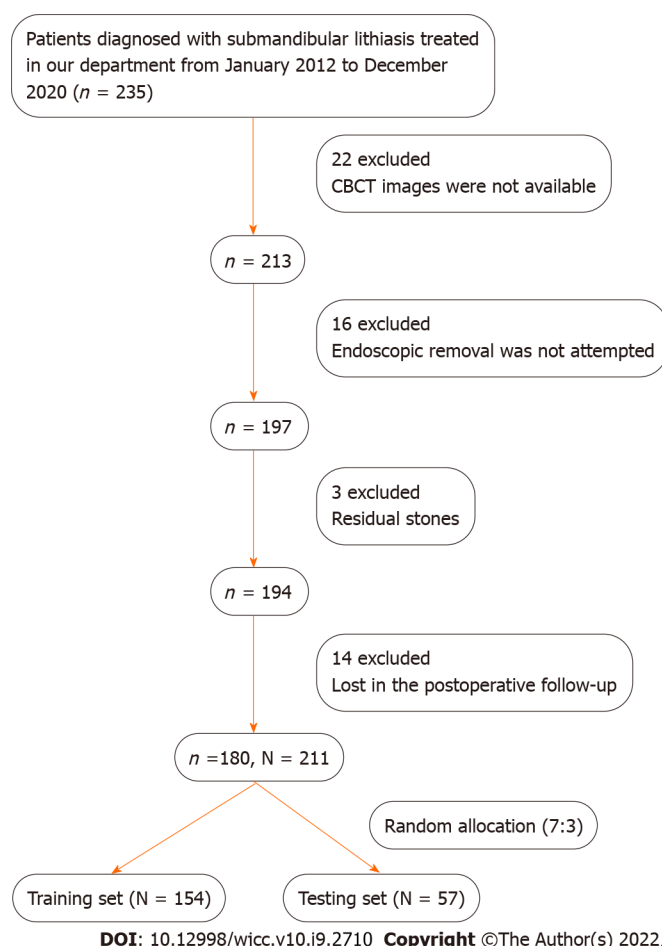 Patients diagnosed with submandibular lithiasis treated
in our department from January 2012 to December
2020 (n = 235)
22 excluded
CBCT images were not available
n = 213
16 excluded
Endoscopic removal was not attempted
n = 197
3 excluded
Residual stones
n = 194
14 excluded
Lost in the postoperative follow-up
n =180, N = 211
Random allocation (7:3)
Training set (N = 154)
Testing set (N = 57)
DOI: 10.12998/wjcc.v10.i9.2710 Copyright ©The Author(s) 2022